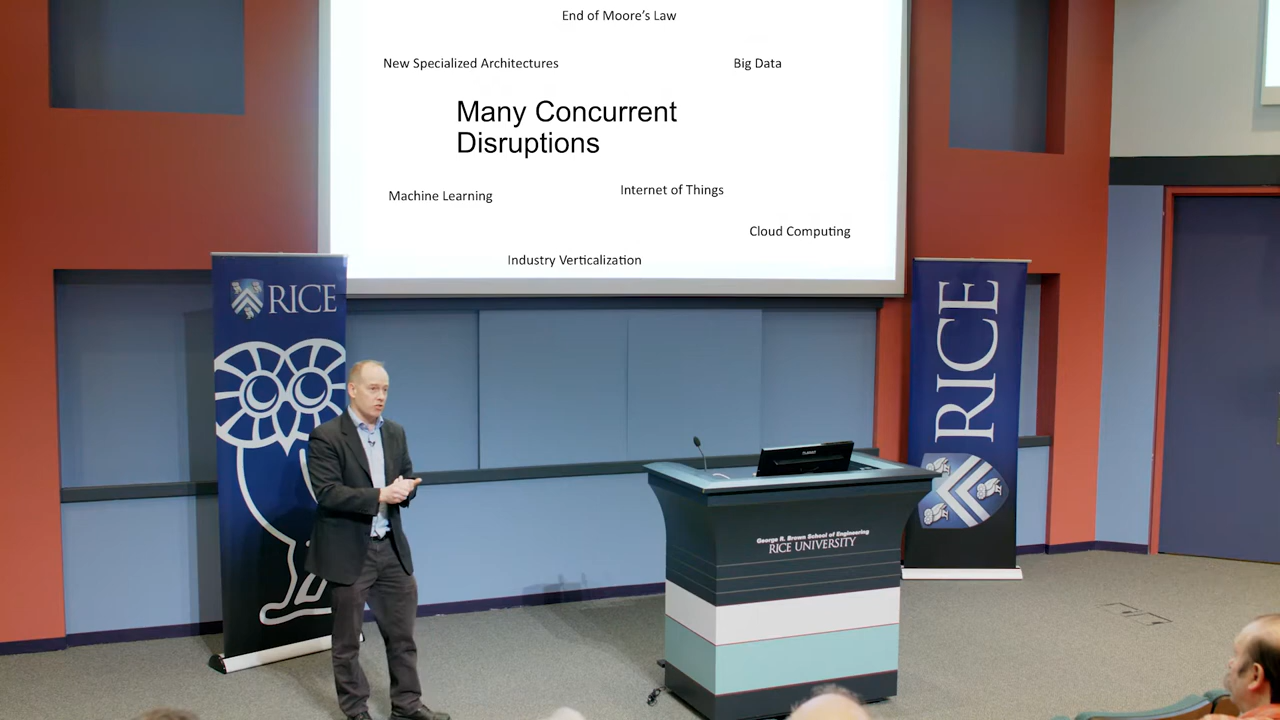 End of Moore's Law
New Specialized Architectures
Big Data
Many Concurrent
Disruptions
Machine Learning
Internet of Things
Cloud Computing
Industry Verticalization
RICE
RICE
George R. Brown School of Engineering
RICE UNIVERSITY